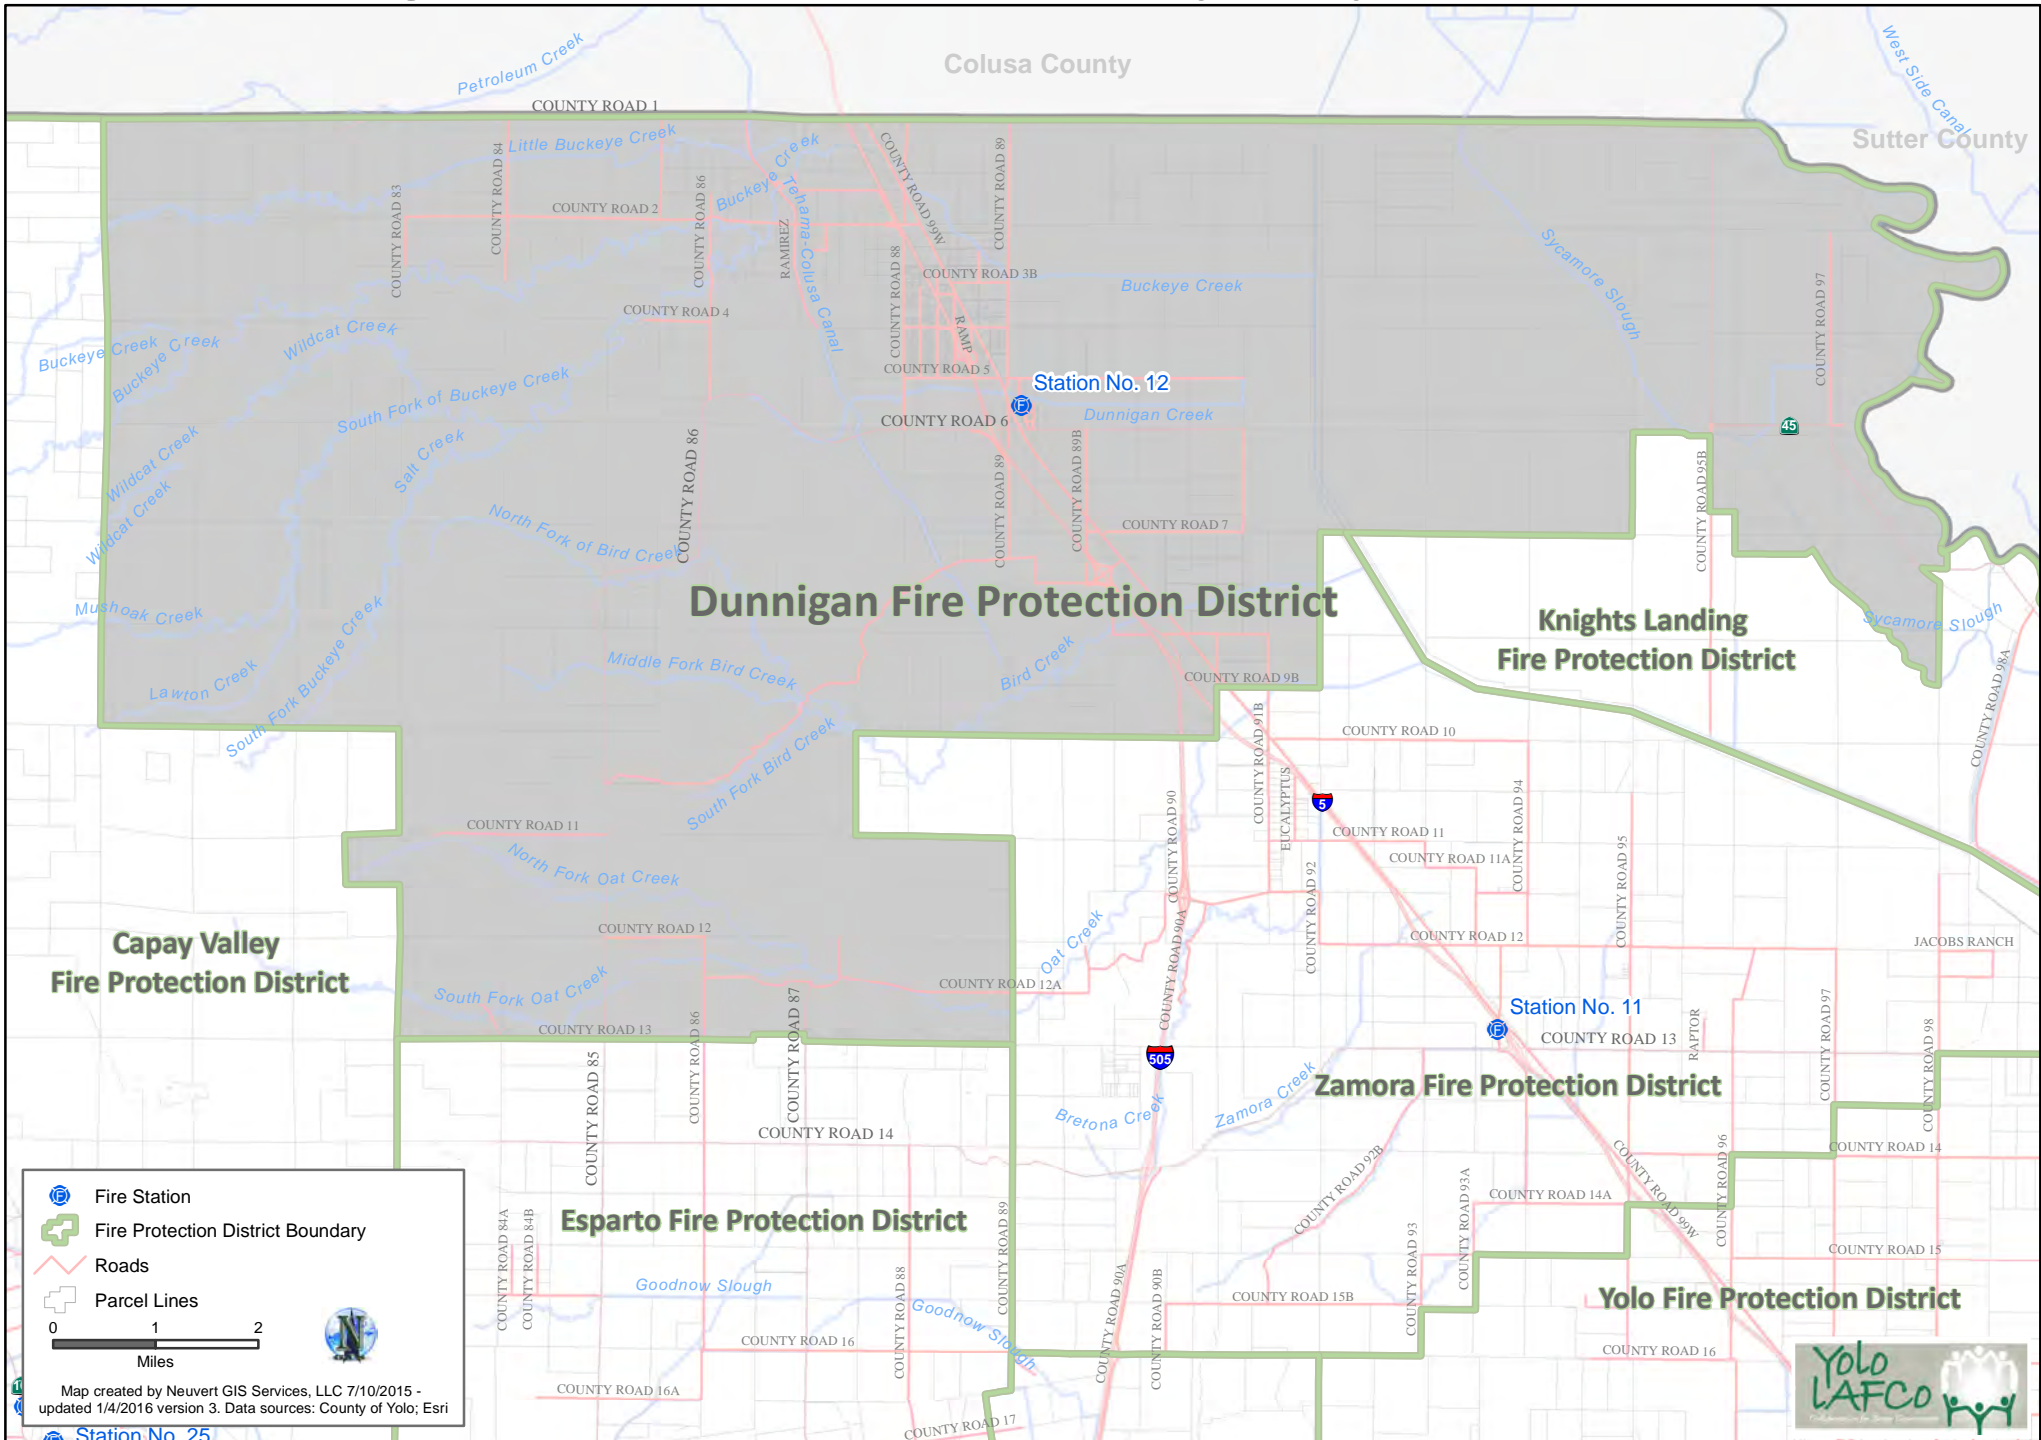 Colusa County
Petroleum Creek
West Side Canal
COUNTY ROAD 1
Sutter County
Little Buckeye Creek
Buckeye Creek
COUNTY ROAD 84
COUNTY ROAD 83
COUNTY ROAD 2
COUNTY ROAD 86
RAMIREZ
Tehama-Colusa Canal
COUNTY ROAD 99W
COUNTY ROAD 89
COUNTY ROAD 88
COUNTY ROAD 3B
Buckeye Creek
Sycamore Slough
COUNTY ROAD 97
COUNTY ROAD 4
RAMP
Buckeye Creek
Buckeye Creek
Wildcat Creek
South Fork of Buckeye Creek
COUNTY ROAD 5
Station No. 12
Dunnigan Creek
COUNTY ROAD 6
45
Wildcat Creek
Salt Creek
COUNTY ROAD 86
COUNTY ROAD 89
COUNTY ROAD 89B
COUNTY ROAD 95B
Wildcat Creek
North Fork of Bird Creek
COUNTY ROAD 7
Dunnigan Fire Protection District
Mushoak Creek
Knights Landing
Fire Protection District
Sycamore Slough
South Fork Buckeye Creek
Middle Fork Bird Creek
Bird Creek
COUNTY ROAD 9B
Lawton Creek
COUNTY ROAD 98A
South Fork Bird Creek
COUNTY ROAD 91B
COUNTY ROAD 10
EUCALYPTUS
5
COUNTY ROAD 90
COUNTY ROAD 94
COUNTY ROAD 11
COUNTY ROAD 11
COUNTY ROAD 11A
COUNTY ROAD 95
North Fork Oat Creek
COUNTY ROAD 92
Capay Valley
Fire Protection District
COUNTY ROAD 12
COUNTY ROAD 12
JACOBS RANCH
Oat Creek
COUNTY ROAD 90A
South Fork Oat Creek
COUNTY ROAD 12A
COUNTY ROAD 13
COUNTY ROAD 86
COUNTY ROAD 87
Station No. 11
COUNTY ROAD 13
RAPTOR
COUNTY ROAD 97
COUNTY ROAD 98
505
COUNTY ROAD 85
Zamora Fire Protection District
Bretona Creek
Zamora Creek
COUNTY ROAD 14
COUNTY ROAD 92B
COUNTY ROAD 99W
COUNTY ROAD 96
COUNTY ROAD 14
COUNTY ROAD 93A
COUNTY ROAD 14A
Esparto Fire Protection District
COUNTY ROAD 84A
COUNTY ROAD 84B
COUNTY ROAD 89
COUNTY ROAD 93
COUNTY ROAD 15
Goodnow Slough
COUNTY ROAD 88
Goodnow Slough
COUNTY ROAD 90A
COUNTY ROAD 90B
COUNTY ROAD 15B
Yolo Fire Protection District
COUNTY ROAD 16
COUNTY ROAD 16
COUNTY ROAD 16A
COUNTY ROAD 17
Fire Station
Fire Protection District Boundary
Roads
Parcel Lines
0 1 2
Miles
N
Map created by Neuvert GIS Services, LLC 7/10/2015 -
updated 1/4/2016 version 3. Data sources: County of Yolo; Esri
Station No. 25
YOLO
LAFCO